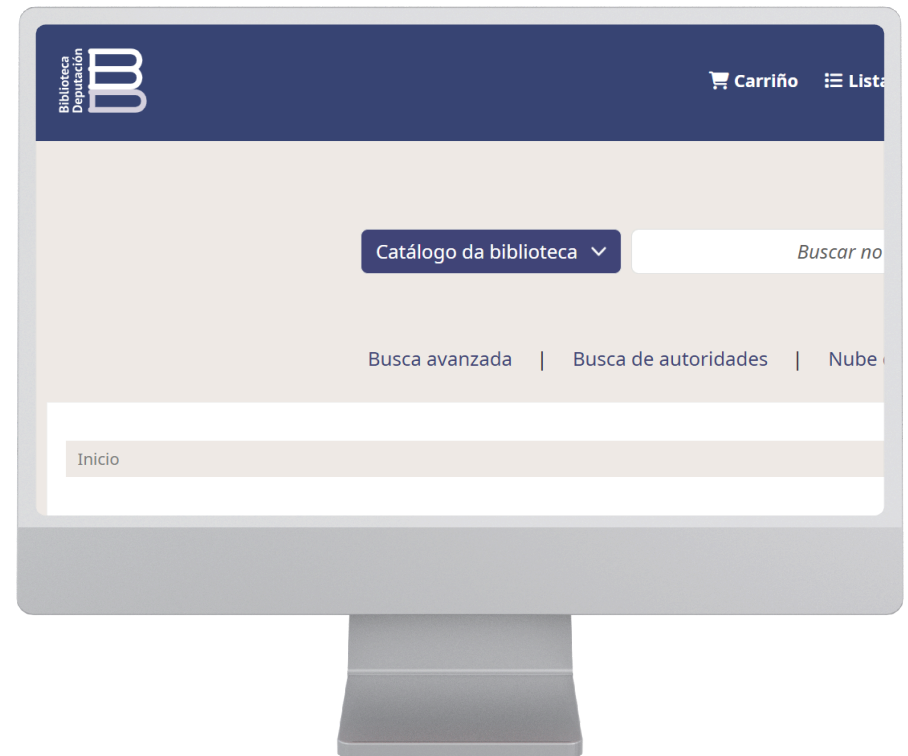 Biblioteca
Deputación
Carriño Lista
Catálogo da biblioteca Buscar no
Busca avanzada | Busca de autoridades | Nube
Inicio